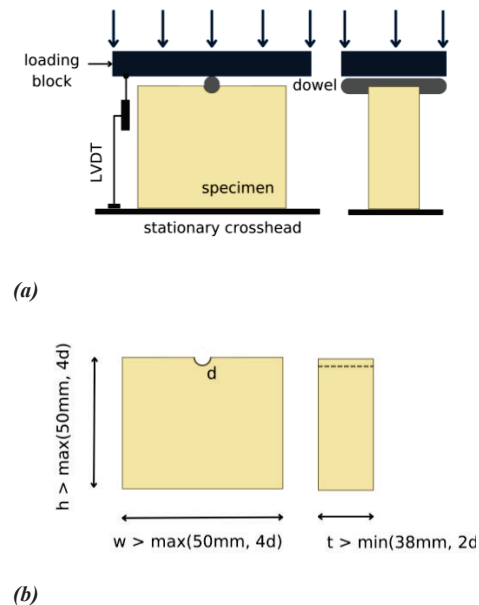 loading
block
dowel
LVDT
specimen
stationary crosshead
(a)
d
h > max(50mm, 4d)
w > max(50mm, 4d)
t > min(38mm, 2d
(b)